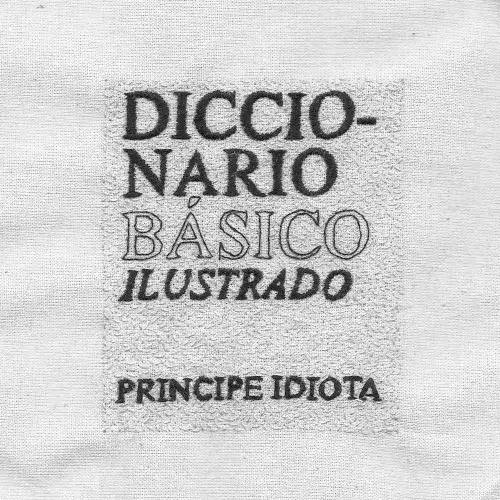 DICCIO-
NARIO
BÁSICO
ILUSTRADO
PRINCIPE IDIOTA